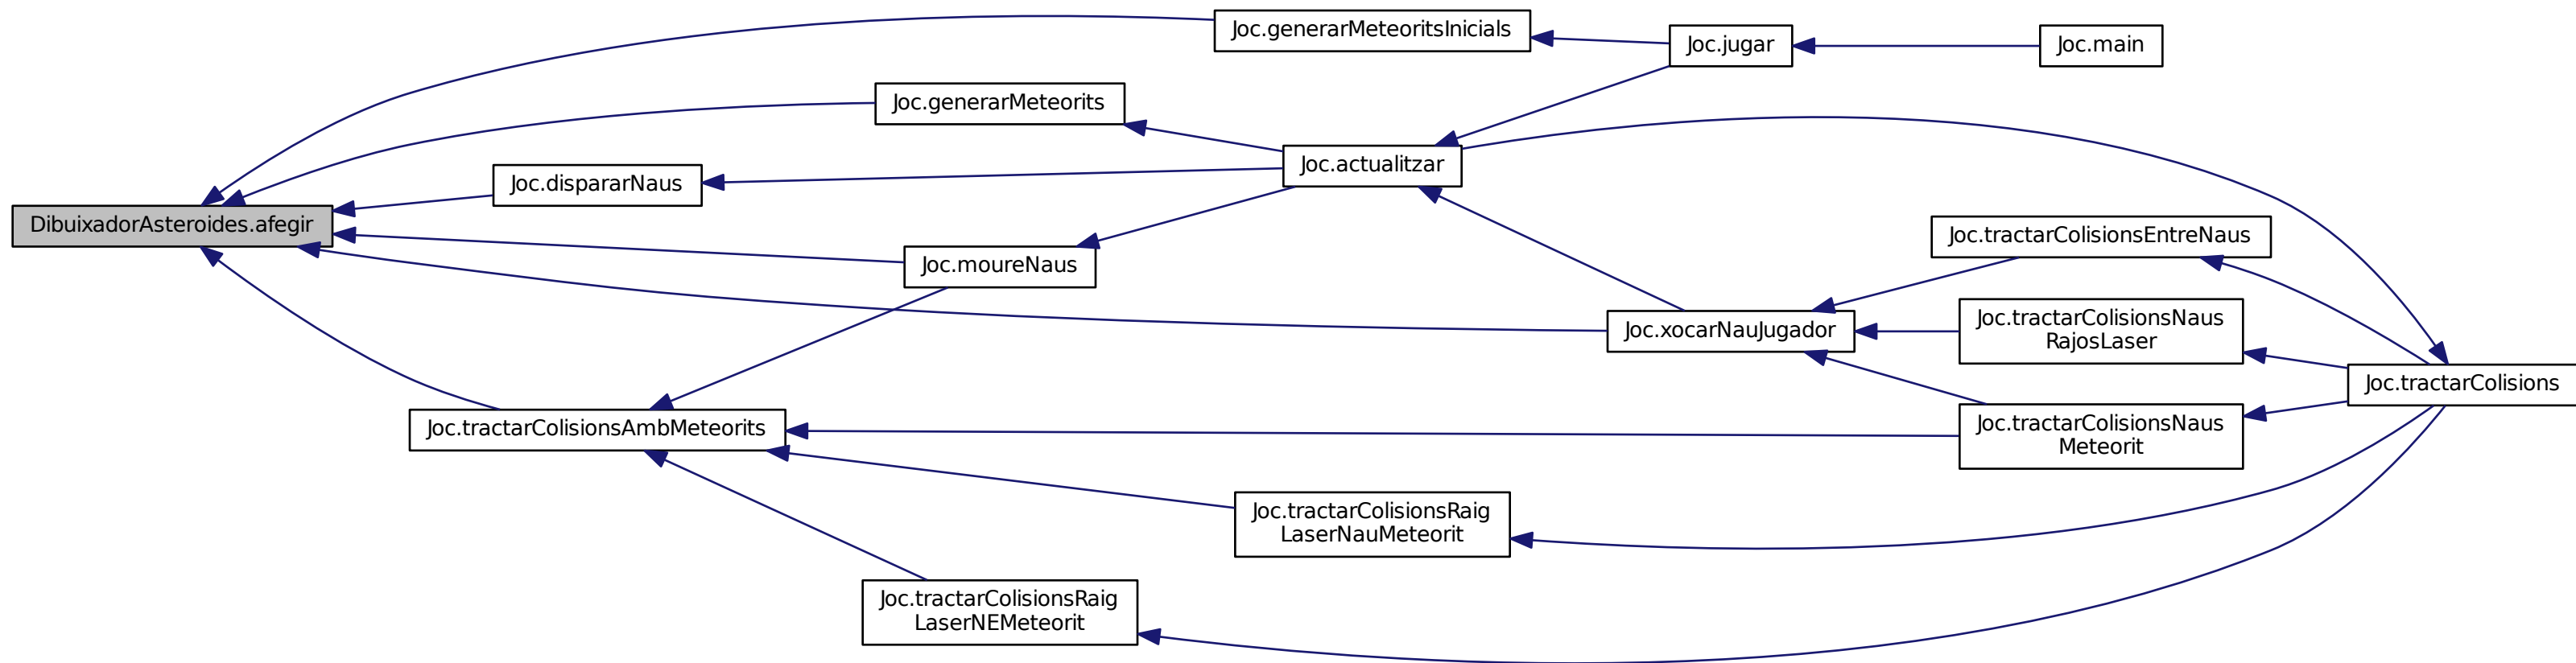 Joc.generarMeteoritsInicials
Joc.jugar
Joc.main
Joc.generarMeteorits
Joc.actualitzar
Joc.dispararNaus
DibuixadorAsteroides.afegir
Joc.tractarColisionsEntreNaus
Joc.moureNaus
Joc.xocarNauJugador
Joc.tractarColisionsNaus
RajosLaser
Joc.tractarColisions
Joc.tractarColisionsAmbMeteorits
Joc.tractarColisionsNaus
Meteorit
Joc.tractarColisionsRaig
LaserNauMeteorit
Joc.tractarColisionsRaig
LaserNEMeteorit